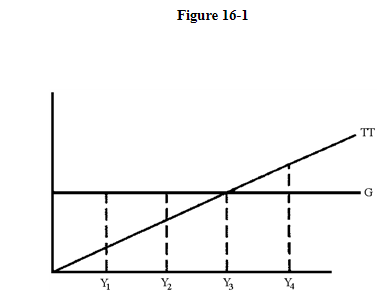 Figure 16-1
TT
G
Y₁ Y₂ Y₃ Y₄